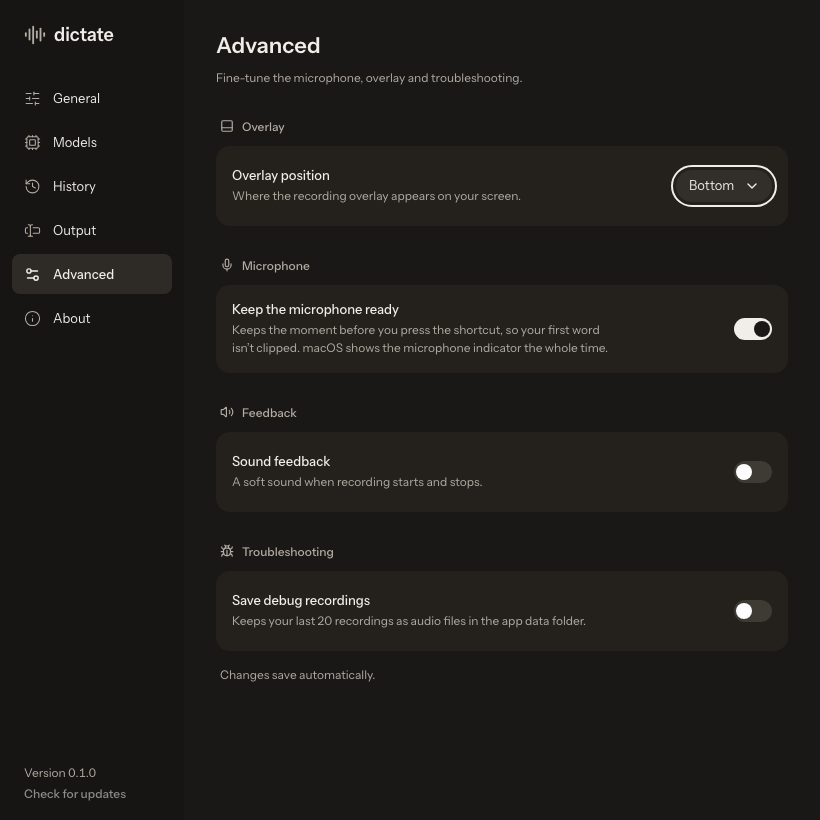 dictate
General
Models
History
Output
Advanced
About
Version 0.1.0
Check for updates
Advanced
Fine-tune the microphone, overlay and troubleshooting.
Overlay
Overlay position
Where the recording overlay appears on your screen.
Bottom
Microphone
Keep the microphone ready
Keeps the moment before you press the shortcut, so your first word
isn't clipped. macOS shows the microphone indicator the whole time.
Feedback
Sound feedback
A soft sound when recording starts and stops.
Troubleshooting
Save debug recordings
Keeps your last 20 recordings as audio files in the app data folder.
Changes save automatically.